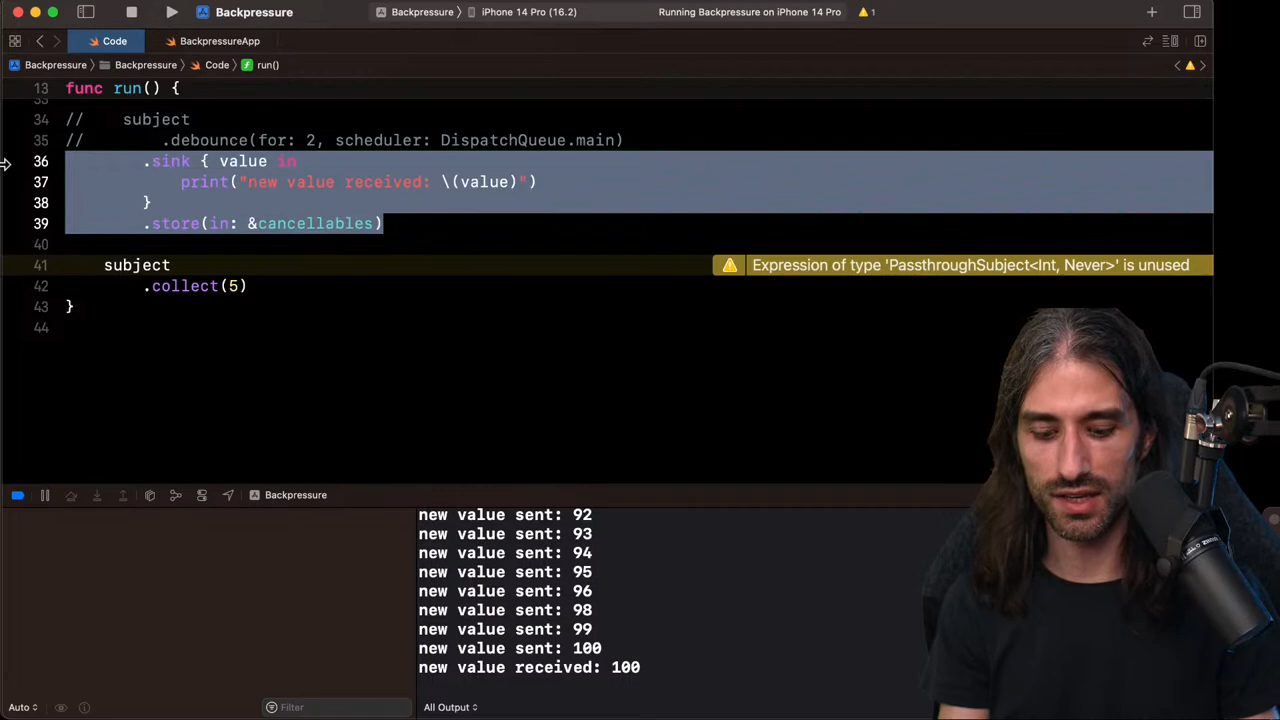 Backpressure
Backpressure
iPhone 14 Pro (16.2)
Running Backpressure on iPhone 14 Pro
1
Code
BackpressureApp
Backpressure
Backpressure
Code
run()
13 func run() {
33
34 // subject
35 // .debounce(for: 2, scheduler: DispatchQueue.main)
36 .sink { value in
37 print("new value received: \(value)")
38 }
39 .store(in: &cancellables)
40
41 subject
Expression of type 'PassthroughSubject<Int, Never>' is unused
42 .collect(5)
43 }
44
Backpressure
new value sent: 92
new value sent: 93
new value sent: 94
new value sent: 95
new value sent: 96
new value sent: 98
new value sent: 99
new value sent: 100
new value received: 100
Auto
Filter
All Output